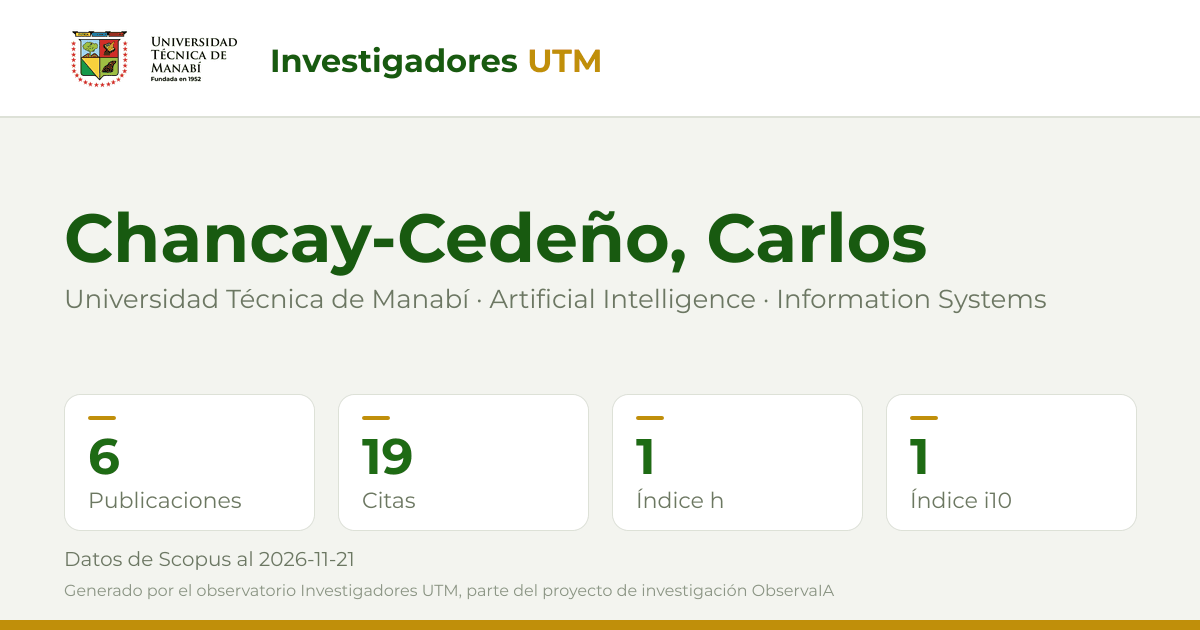 UNIVERSIDAD
TÉCNICA DE
MANABÍ
Fundada en 1952
Investigadores UTM
Chancay-Cedeño, Carlos
Universidad Técnica de Manabí · Artificial Intelligence · Information Systems
6
Publicaciones
19
Citas
1
Índice h
1
Índice i10
Datos de Scopus al 2026-11-21
Generado por el observatorio Investigadores UTM, parte del proyecto de investigación ObservaIA